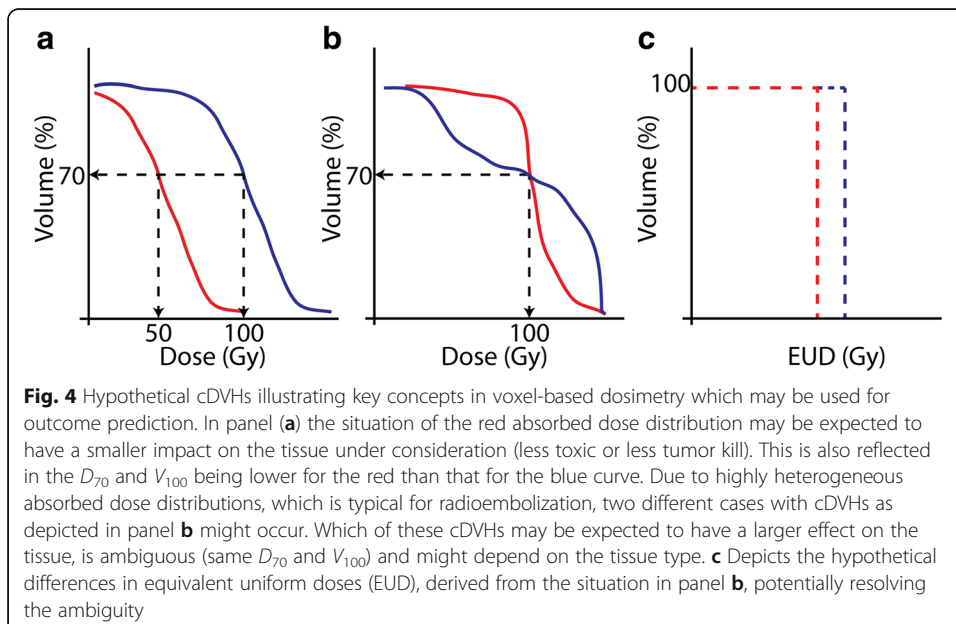 a
b
c
Volume (%)
70
50
100
Dose (Gy)
Volume (%)
70
100
Dose (Gy)
Volume (%)
100
EUD (Gy)
Fig. 4 Hypothetical cDVHs illustrating key concepts in voxel-based dosimetry which may be used for
outcome prediction. In panel (a) the situation of the red absorbed dose distribution may be expected to
have a smaller impact on the tissue under consideration (less toxic or less tumor kill). This is also reflected
in the D70 and V100 being lower for the red than that for the blue curve. Due to highly heterogeneous
absorbed dose distributions, which is typical for radioembolization, two different cases with cDVHs as
depicted in panel b might occur. Which of these cDVHs may be expected to have a larger effect on the
tissue, is ambiguous (same D70 and V100) and might depend on the tissue type. c Depicts the hypothetical
differences in equivalent uniform doses (EUD), derived from the situation in panel b, potentially resolving
the ambiguity